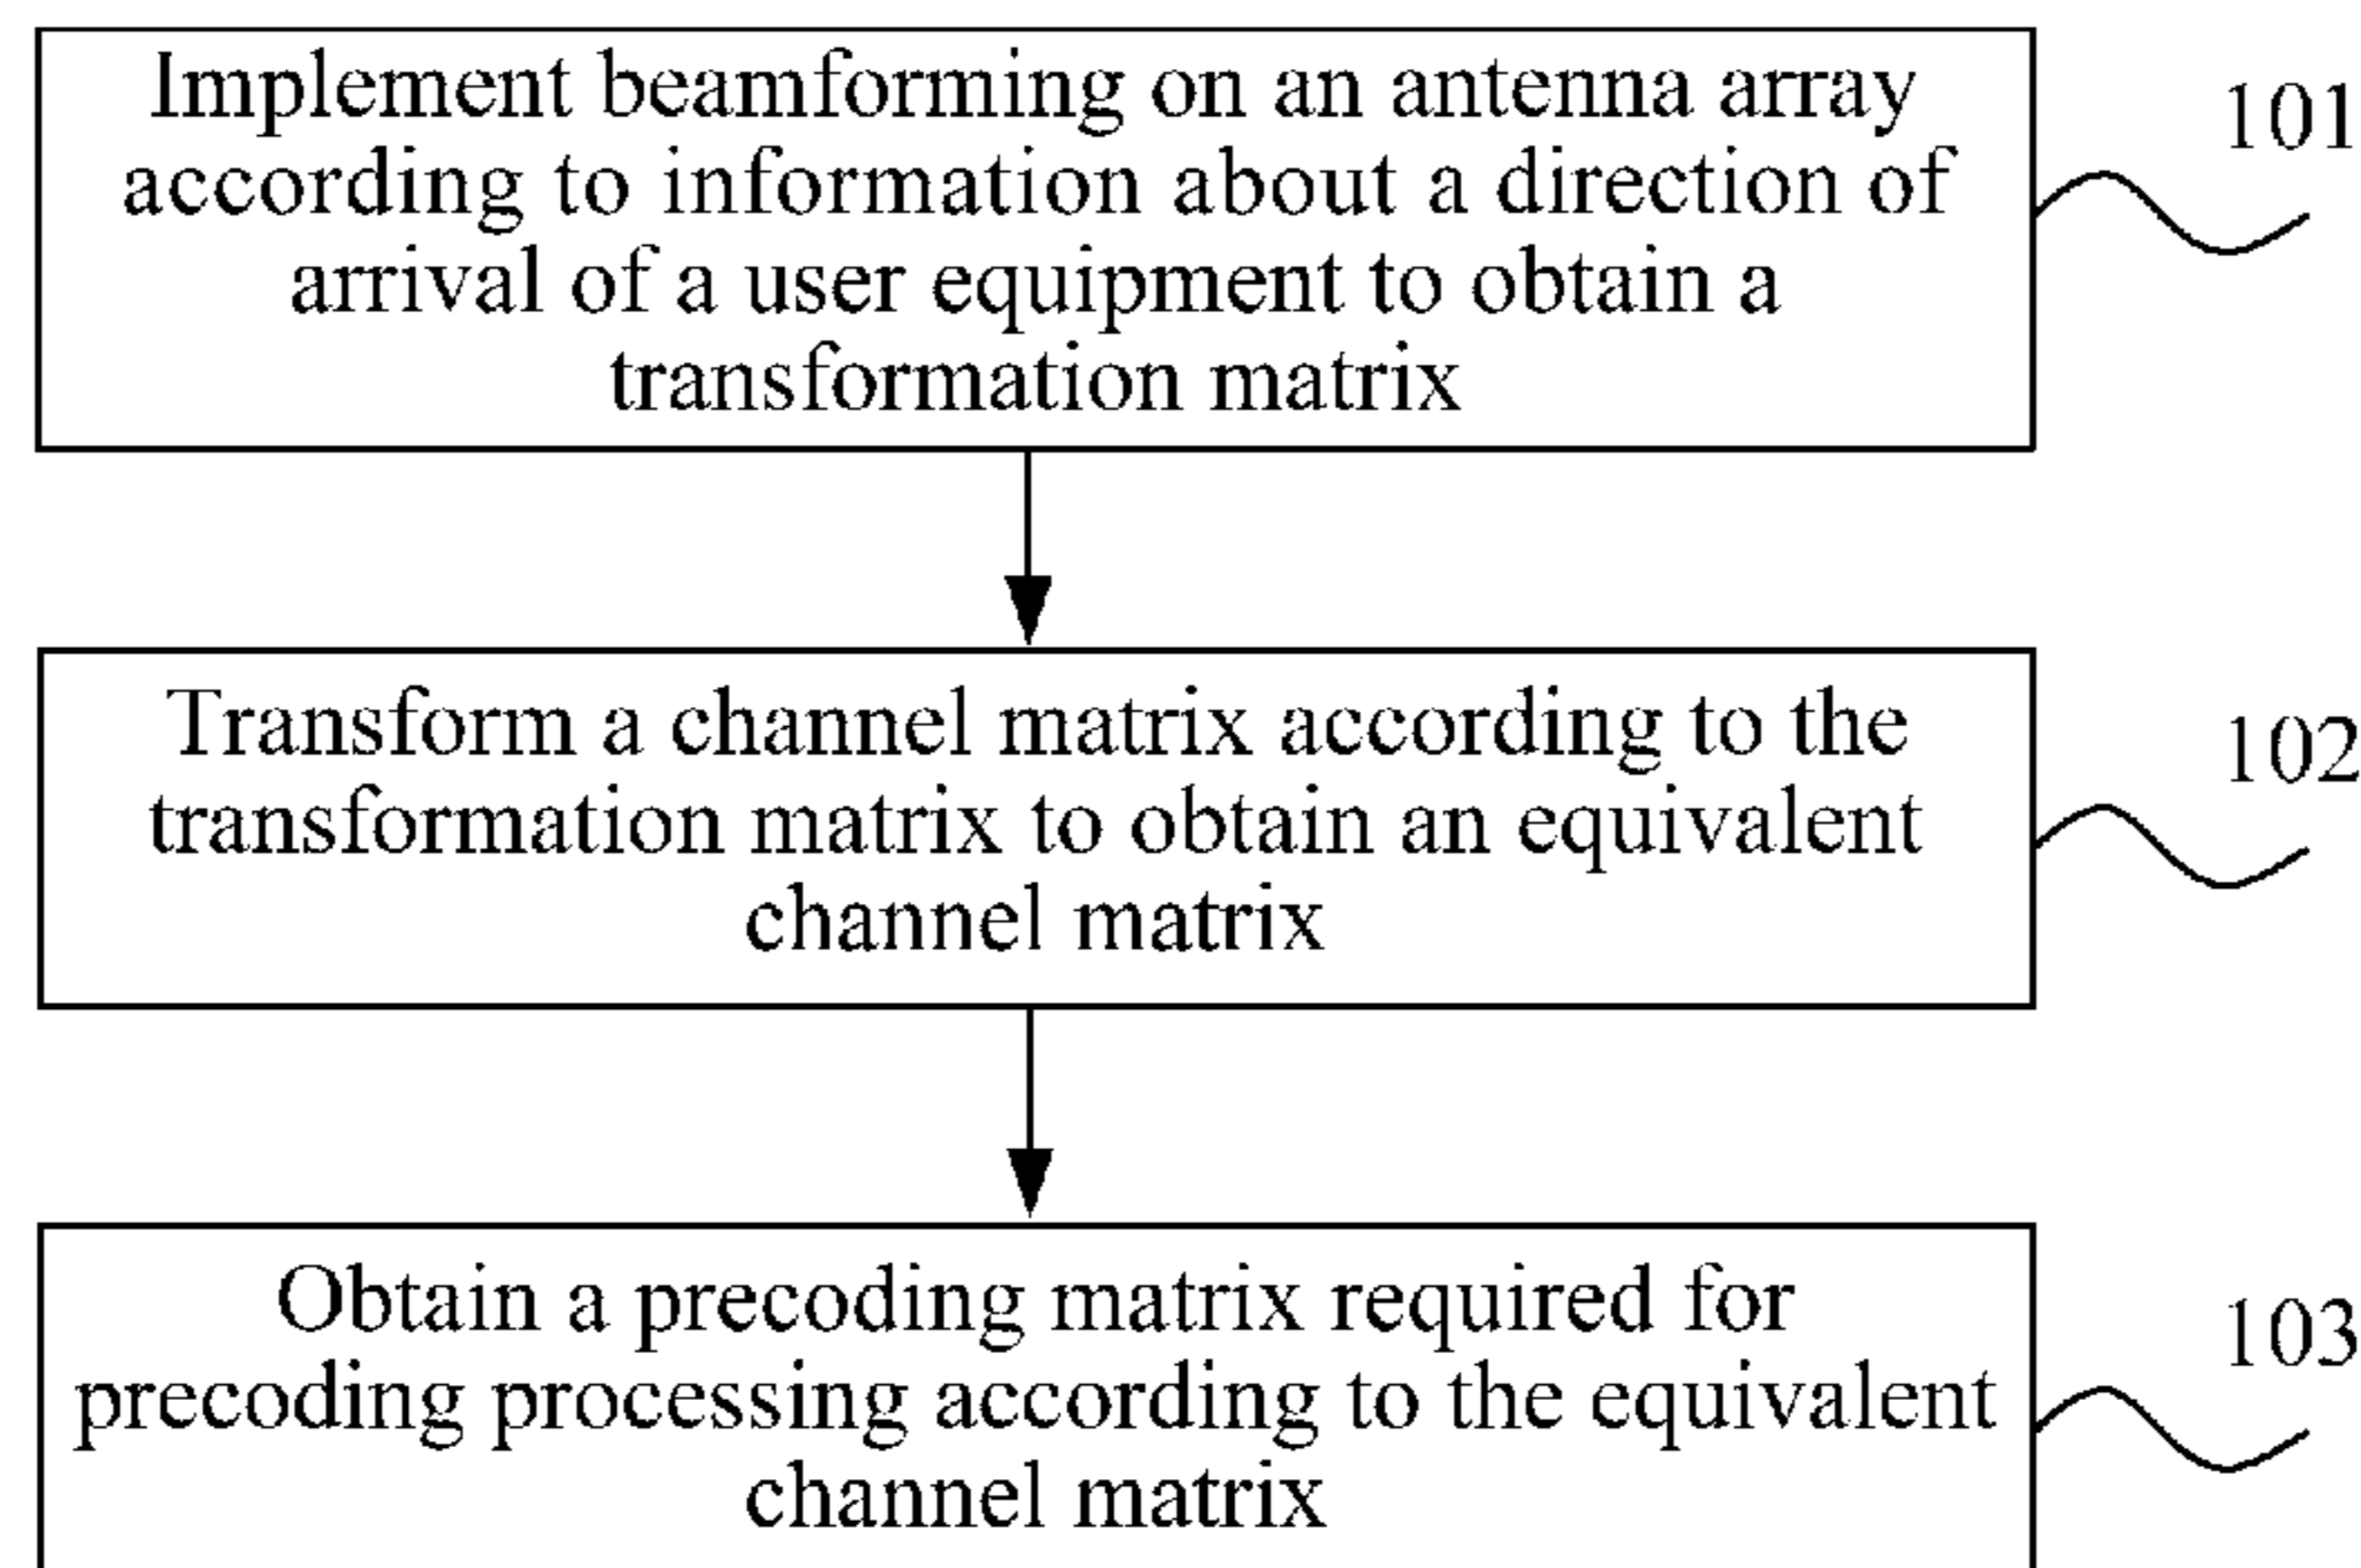 Implement beamforming on an antenna array
according to information about a direction of
arrival of a user equipment to obtain a
transformation matrix
101
Transform a channel matrix according to the
transformation matrix to obtain an equivalent
channel matrix
102
Obtain a precoding matrix required for
precoding processing according to the equivalent
channel matrix
103